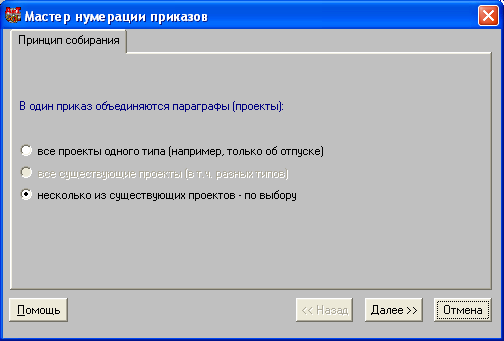 Мастер нумерации приказов
Принцип собирания
В один приказ объединяются параграфы (проекты):
все проекты одного типа (например, только об отпуске)
все существующие проекты (в т.ч. разных типов)
несколько из существующих проектов - по выбору
Помощь
<< Назад
Далее >>
Отмена